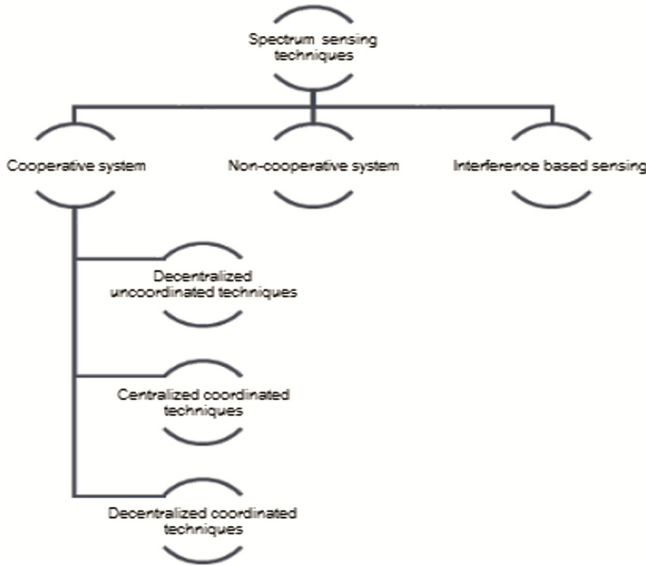 Spectrum sensing
techniques
Cooperative system
Non-cooperative system
Interference based sensing
Decentralized
uncoordinated techniques
Centralized coordinated
techniques
Decentralized coordinated
techniques